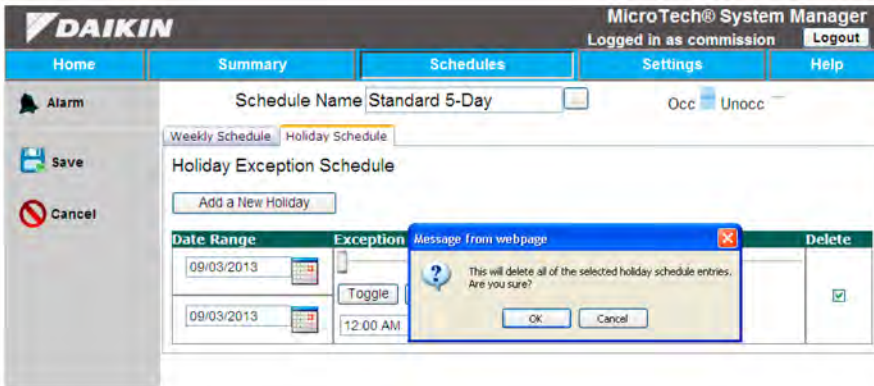 DAIKIN
MicroTech® System Manager
Logged in as commission Logout
Home Summary Schedules Settings Help
Alarm
Schedule Name Standard 5-Day ... Occ Unocc
Weekly Schedule Holiday Schedule
Save
Holiday Exception Schedule
Add a New Holiday
Cancel
Date Range Exception Message from webpage Delete
09/03/2013
This will delete all of the selected holiday schedule entries.
Are you sure?
Toggle
09/03/2013
12:00 AM
OK Cancel